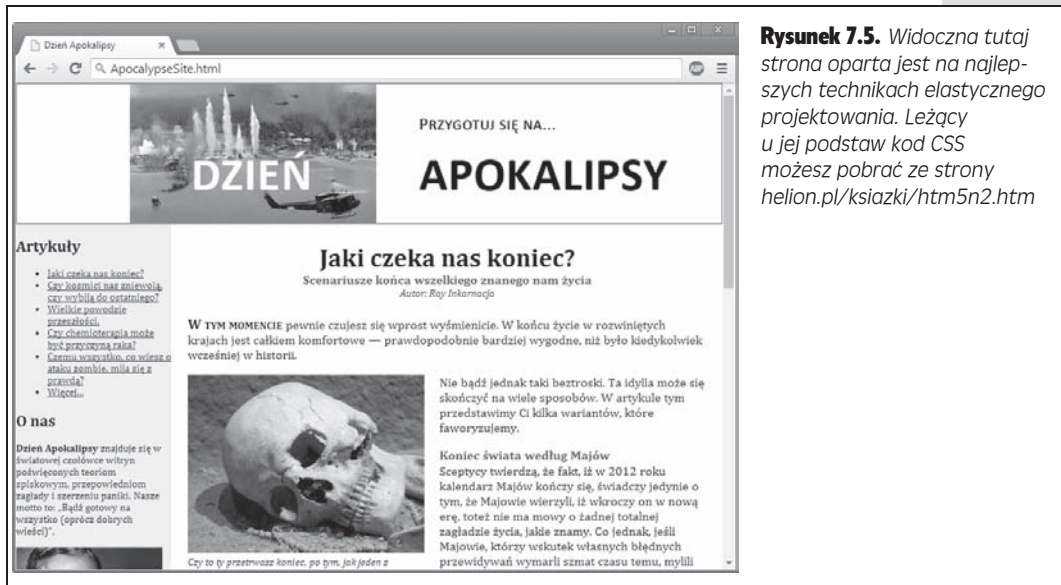 Dzień Apokalipsy
ApocalypseSite.html
ABP
DZIEŃ
PRZYGOTUJ SIĘ NA...
APOKALIPSY
Artykuły
Jaki czeka nas koniec?
Czy kosmici nas zniewolą,
czy wybiją do ostatniego?
Wielkie powodzie
przeszłości.
Czy chemioterapia może
być przyczyną raka?
Czemu wszystko, co wiesz o
ataku zombie, mija się z
prawdą?
Więcej...
O nas
Dzień Apokalipsy znajduje się w
światowej czołówce witryn
poświęconych teoriom
spiskowym, przepowiedniom
zagłady i szerzeniu paniki. Nasze
motto to: „Bądź gotowy na
wszystko (oprócz dobrych
wieści)”.
Jaki czeka nas koniec?
Scenariusze końca wszelkiego znanego nam życia
Autor: Ray Inkarnacja
W TYM MOMENCIE pewnie czujesz się wprost wyśmienicie. W końcu życie w rozwiniętych
krajach jest całkiem komfortowe — prawdopodobnie bardziej wygodne, niż było kiedykolwiek
wcześniej w historii.
Nie bądź jednak taki beztroski. Ta idylla może się
skończyć na wiele sposobów. W artykule tym
przedstawimy Ci kilka wariantów, które
faworyzujemy.
Koniec świata według Majów
Sceptycy twierdzą, że fakt, iż w 2012 roku
kalendarz Majów kończy się, świadczy jedynie o
tym, że Majowie wierzyli, iż wkroczy on w nową
erę, toteż nie ma mowy o żadnej totalnej
zagładzie życia, jakie znamy. Co jednak, jeśli
Majowie, którzy wskutek własnych błędnych
przewidywań wymarli szmat czasu temu, mylili
Czy to ty przetrwasz koniec, po tym, jak jeden z
Rysunek 7.5. Widoczna tutaj
strona oparta jest na najlep-
szych technikach elastycznego
projektowania. Leżący
u jej podstaw kod CSS
możesz pobrać ze strony
helion.pl/ksiazki/htm5n2.htm